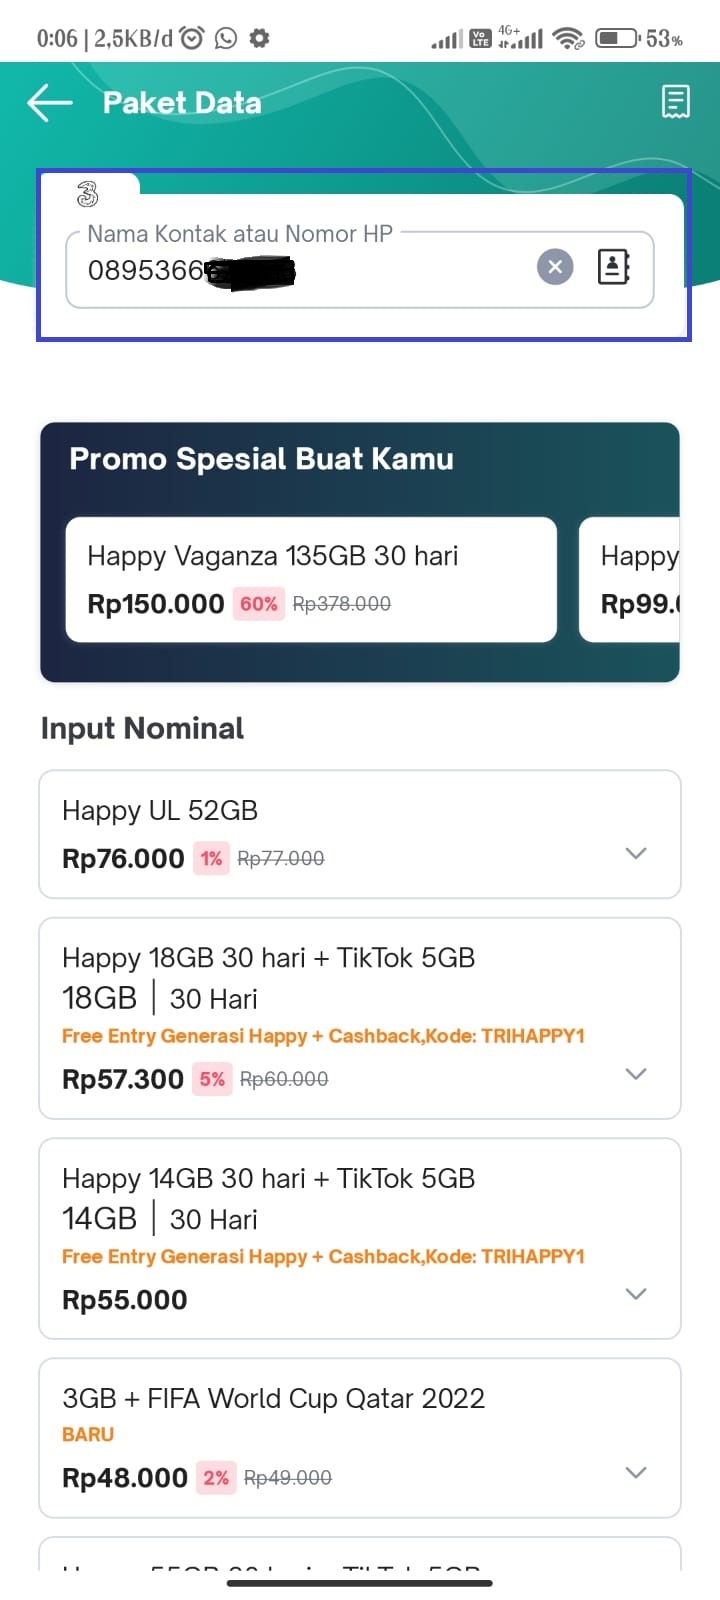 0:06 | 2,5KB/d
Vo LTE 4G+ 53%
Paket Data
3
Nama Kontak atau Nomor HP
0895366
Promo Spesial Buat Kamu
Happy Vaganza 135GB 30 hari
Rp150.000 60% Rp378.000
Happy
Rp99.
Input Nominal
Happy UL 52GB
Rp76.000 1% Rp77.000
Happy 18GB 30 hari + TikTok 5GB
18GB | 30 Hari
Free Entry Generasi Happy + Cashback,Kode: TRIHAPPY1
Rp57.300 5% Rp60.000
Happy 14GB 30 hari + TikTok 5GB
14GB | 30 Hari
Free Entry Generasi Happy + Cashback,Kode: TRIHAPPY1
Rp55.000
3GB + FIFA World Cup Qatar 2022
BARU
Rp48.000 2% Rp49.000